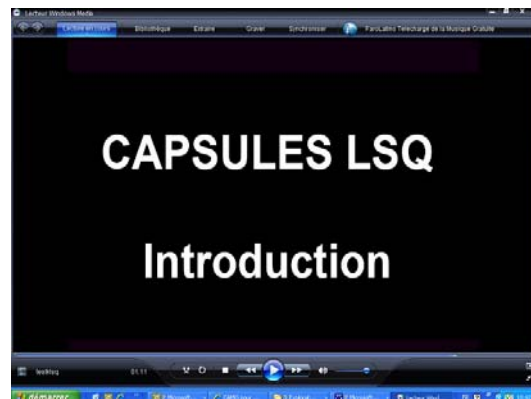 Lecteur Windows Media
Lecture en cours Bibliothèque Extraire Graver Synchroniser FaroLatino Telecharge de la Musique Gratuite
CAPSULES LSQ
Introduction
01:11
démarrer